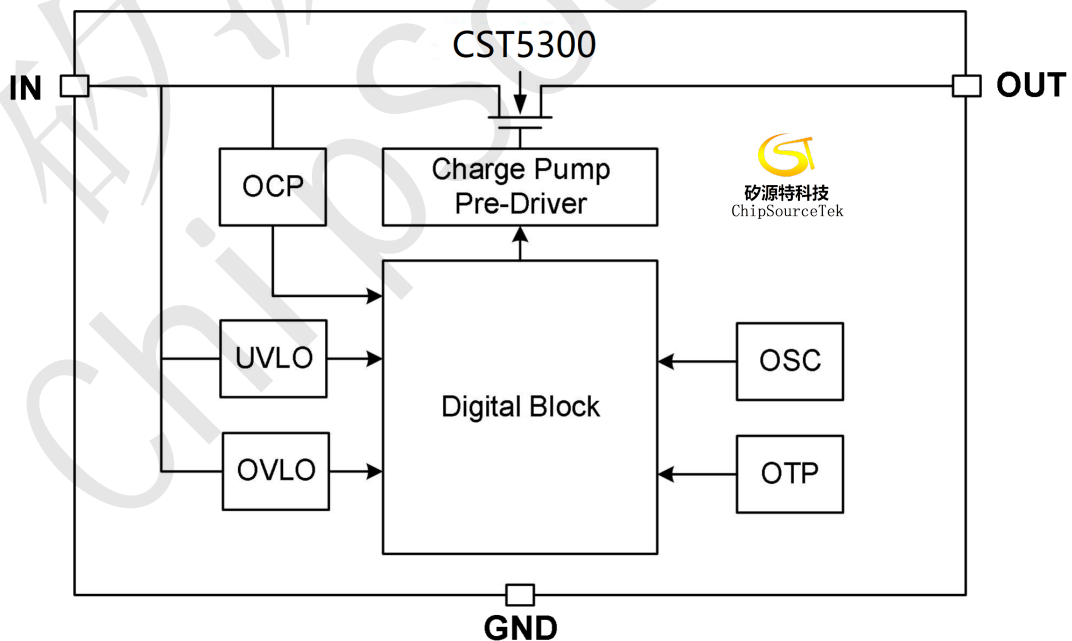 CST5300
IN
OUT
OCP
Charge Pump
Pre-Driver
CST
矽源特科技
ChipSourceTek
UVLO
OSC
Digital Block
OVLO
OTP
GND